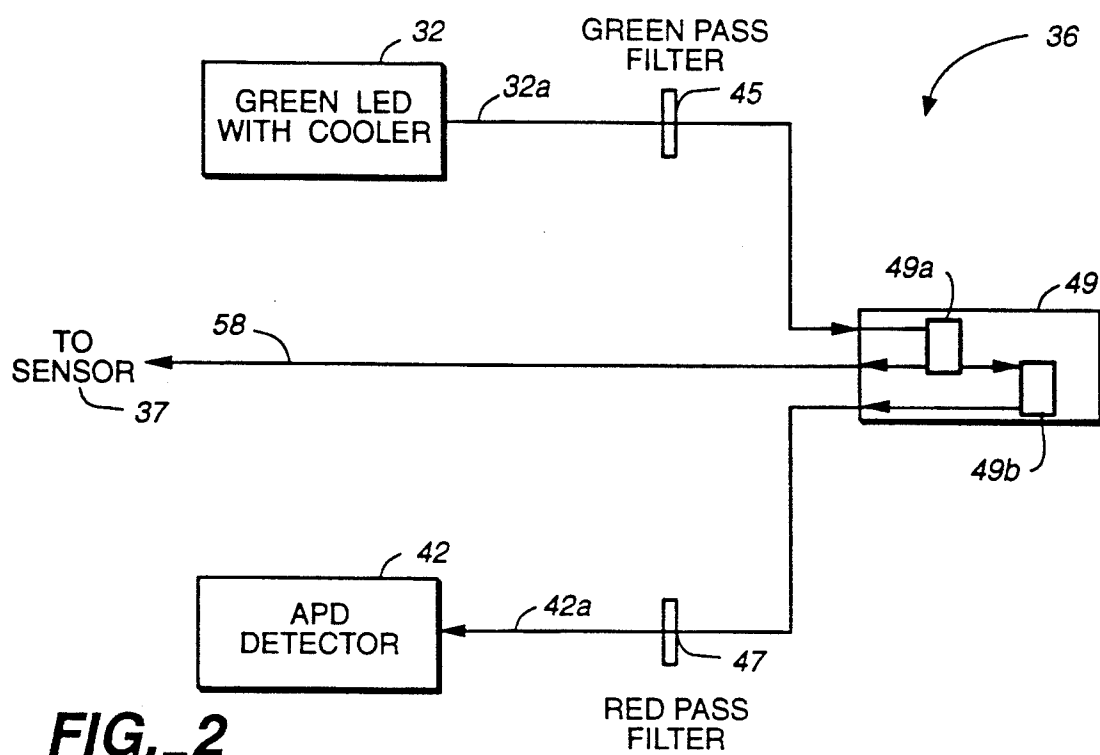 32
GREEN PASS
FILTER
36
GREEN LED
WITH COOLER
32a
45
49a
49
TO
SENSOR
37
58
49b
42
APD
DETECTOR
42a
47
RED PASS
FILTER
FIG._2